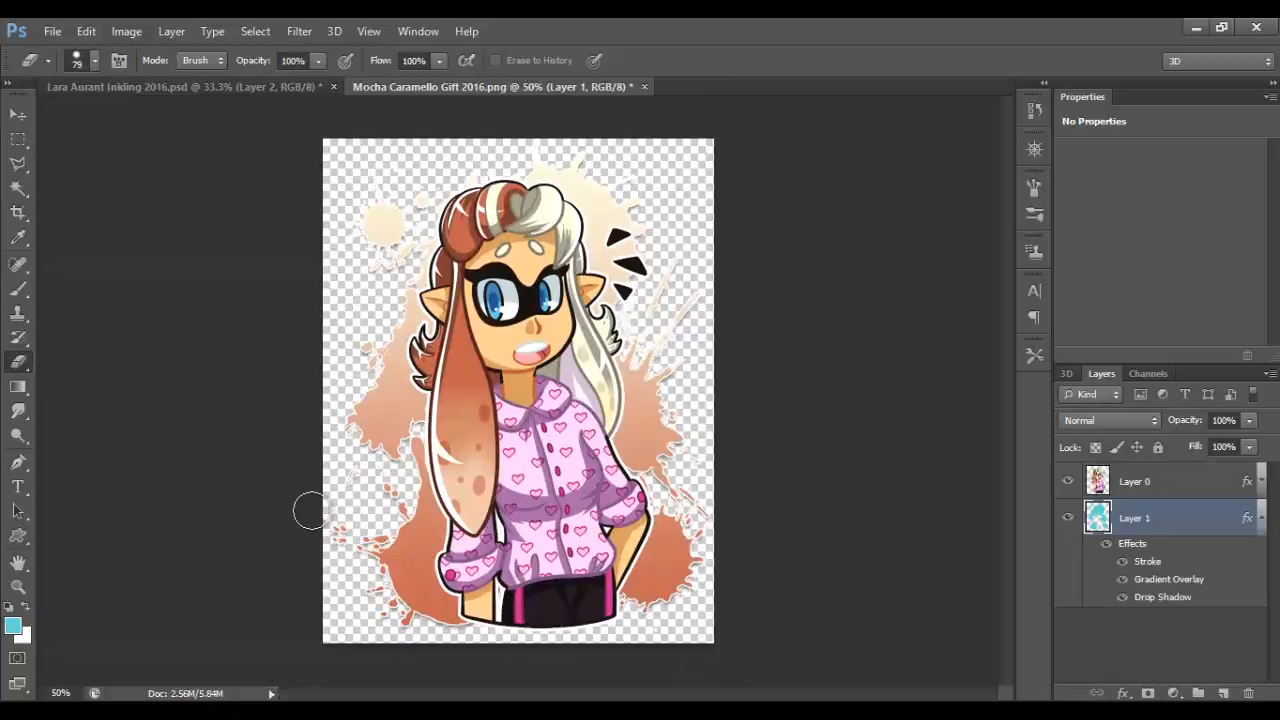 Ps File Edit Image Layer Type Select Filter 3D View Window Help
79 Mode: Brush Opacity: 100% Flow: 100% Erase to History 3D
Lara Aurant Inkling 2016.psd @ 33.3% (Layer 2, RGB/8) * × Mocha Caramello Gift 2016.png @ 50% (Layer 1, RGB/8) * ×
Properties
No Properties
3D Layers Channels
Kind
Normal Opacity: 100%
Lock: Fill: 100%
Layer 0 fx
Layer 1 fx
Effects
Stroke
Gradient Overlay
Drop Shadow
50% Doc: 2.56M/5.84M